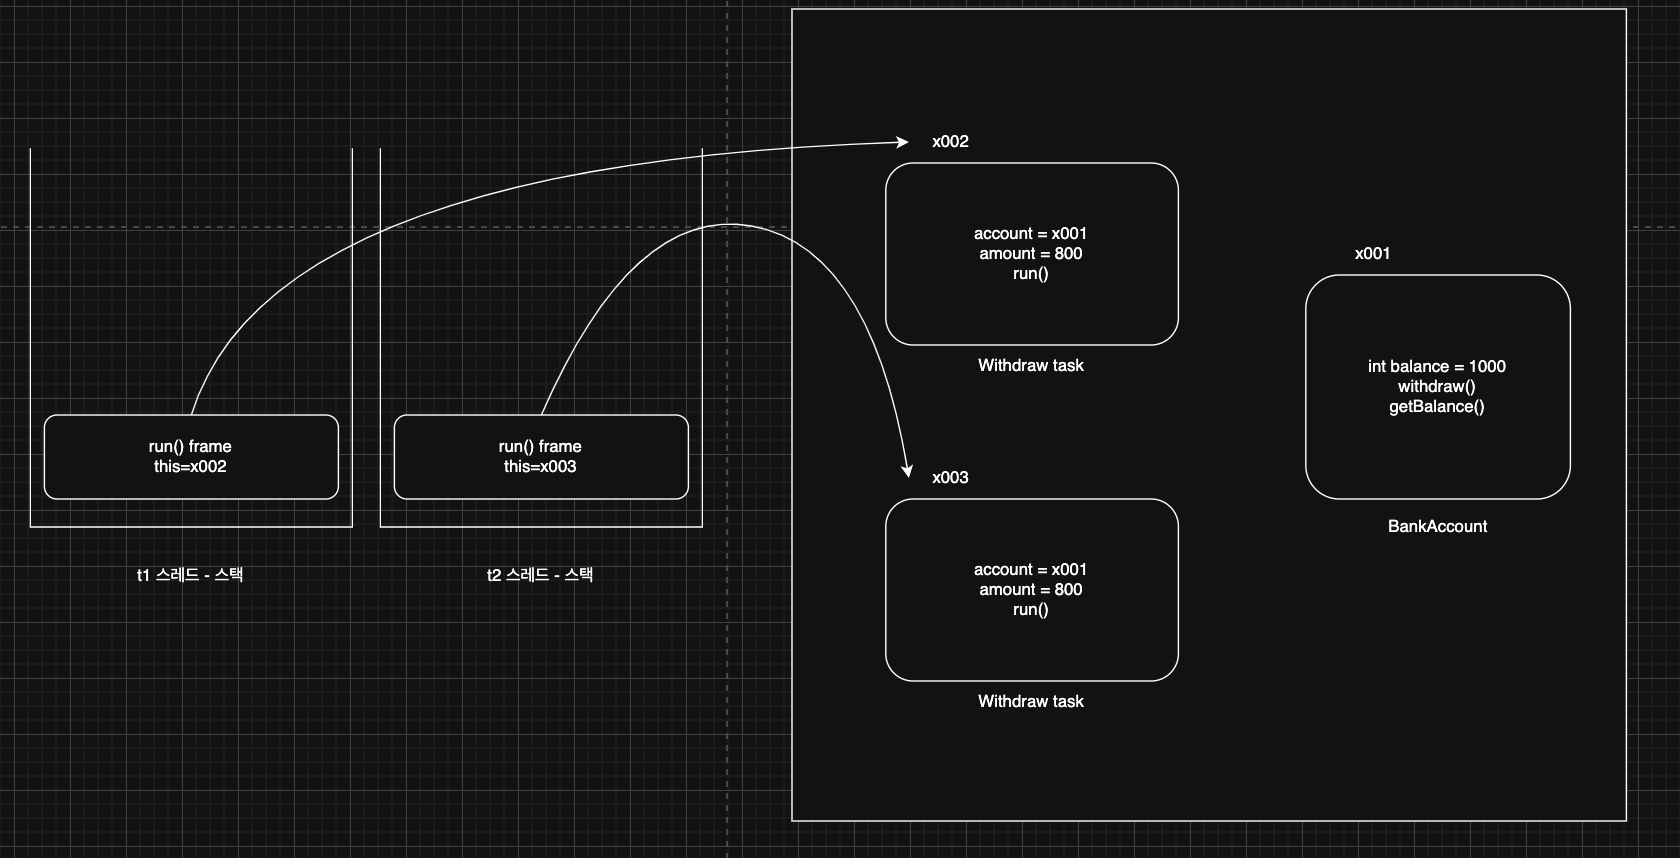 run() frame
this=x002
t1 스레드 - 스택
run() frame
this=x003
t2 스레드 - 스택
x002
account = x001
amount = 800
run()
Withdraw task
x003
account = x001
amount = 800
run()
Withdraw task
x001
int balance = 1000
withdraw()
getBalance()
BankAccount